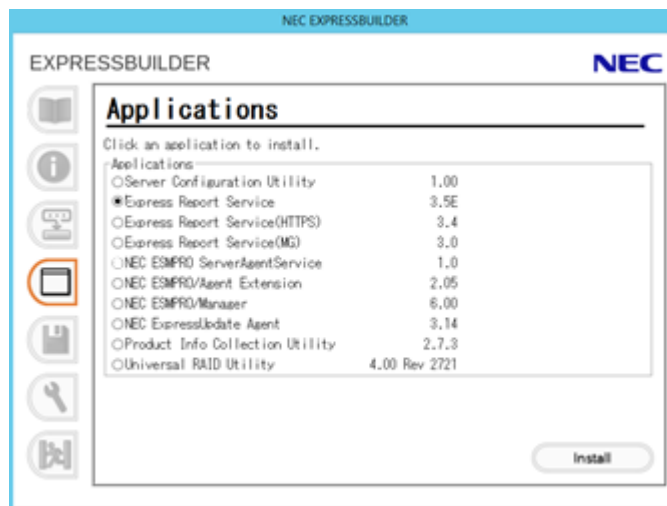 NEC EXPRESSBUILDER
EXPRESSBUILDER
NEC
Applications
Click an application to install.
Applications
Server Configuration Utility 1.00
Express Report Service 3.5E
Express Report Service(HTTPS) 3.4
Express Report Service(MG) 3.0
NEC ESMPRO ServerAgentService 1.0
NEC ESMPRO/Agent Extension 2.05
NEC ESMPRO/Manager 6.00
NEC ExpressUpdate Agent 3.14
Product Info Collection Utility 2.7.3
Universal RAID Utility 4.00 Rev 2721
Install